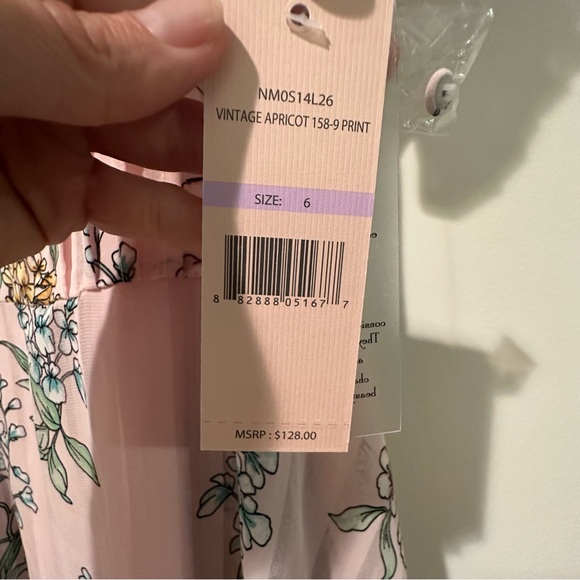 NM0S14L26
VINTAGE APRICOT 158-9 PRINT
SIZE: 6
8 82888 05167 7
MSRP : $128.00